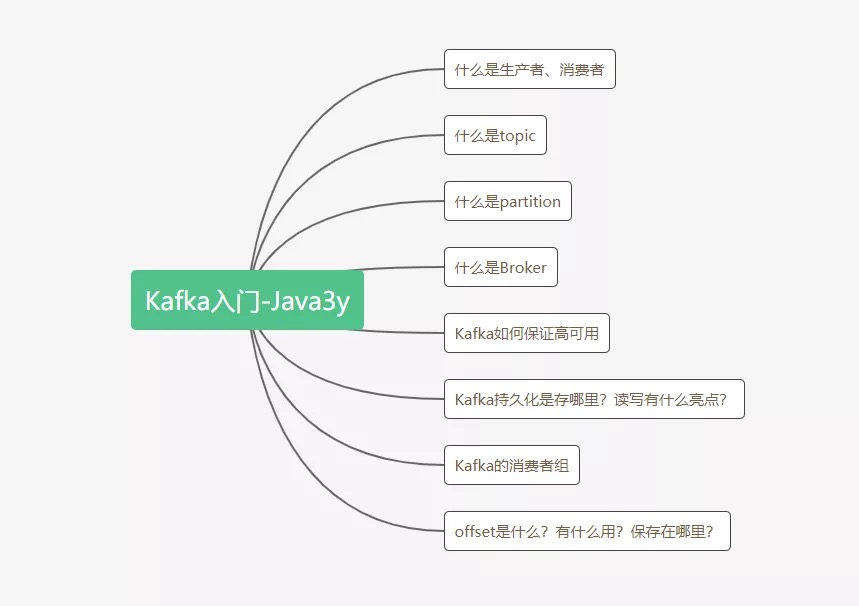 什么是生产者、消费者
什么是topic
什么是partition
什么是Broker
Kafka入门-Java3y
Kafka如何保证高可用
Kafka持久化是存哪里？读写有什么亮点？
Kafka的消费者组
offset是什么？有什么用？保存在哪里？